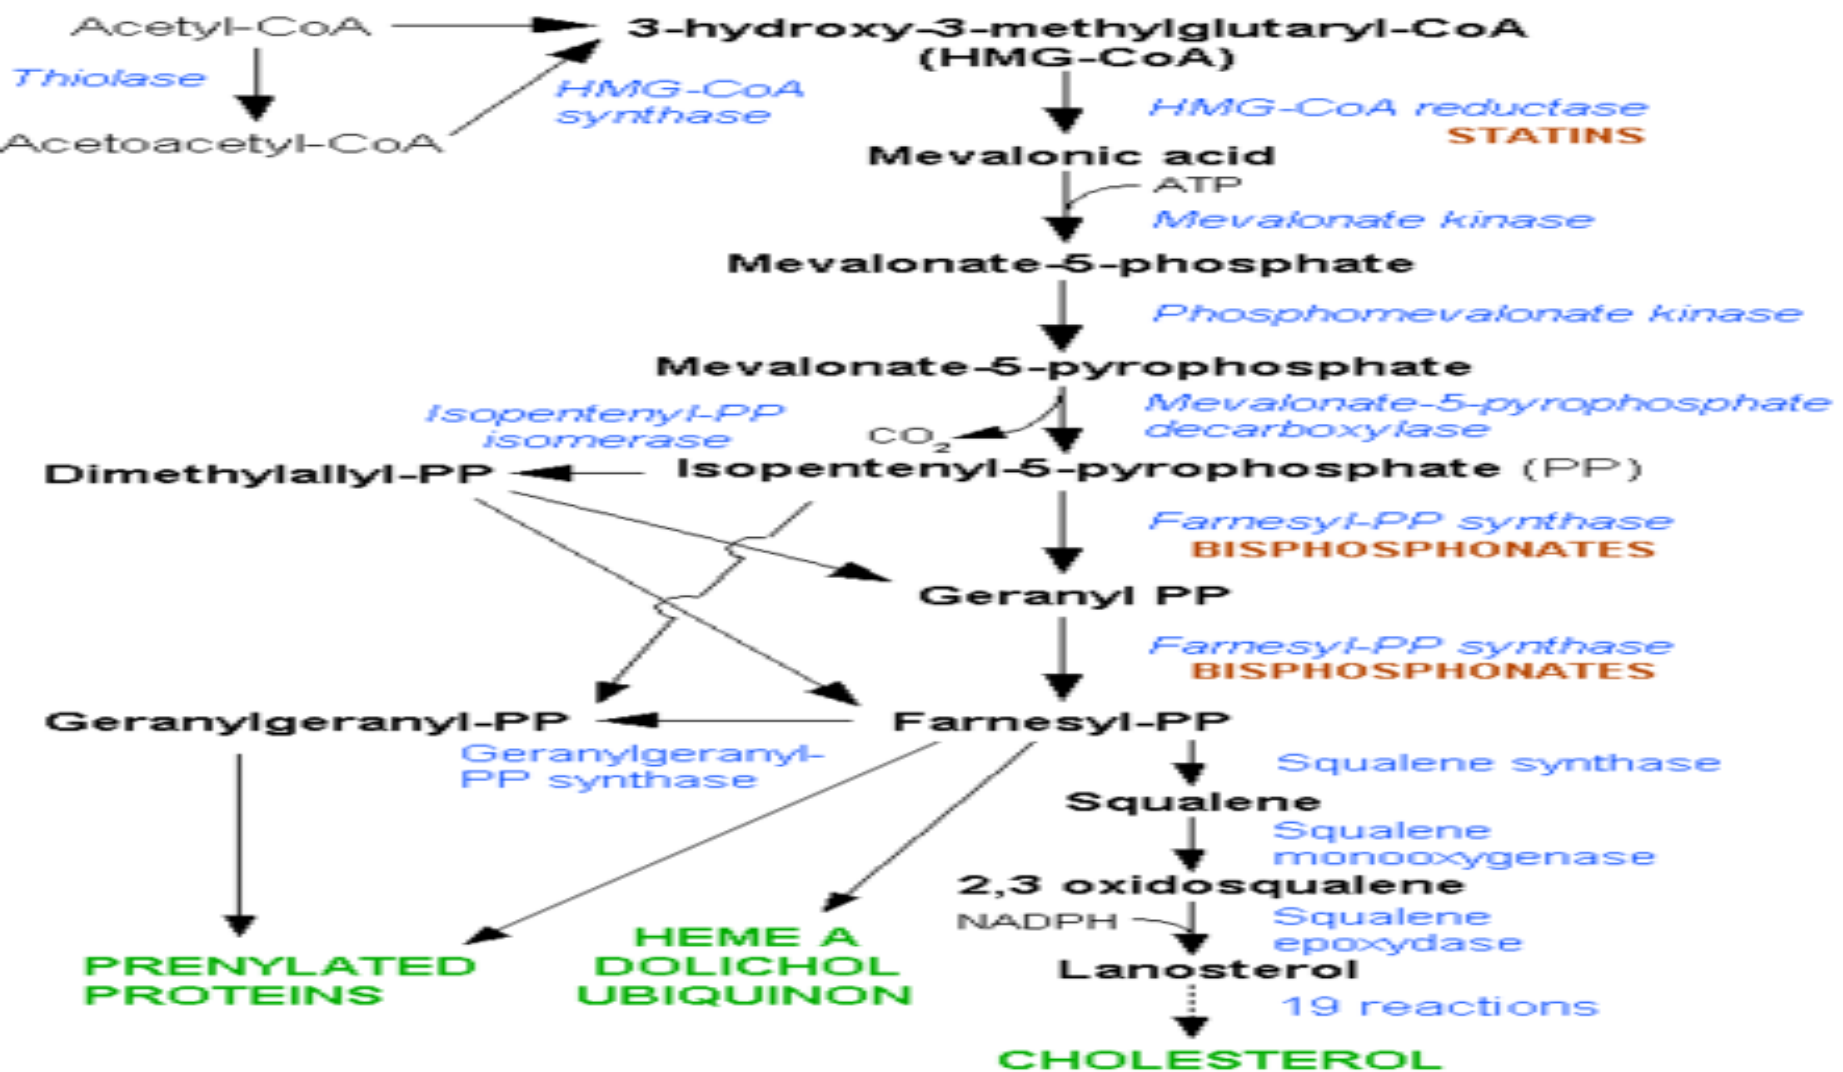 Acetyl-CoA
3-hydroxy-3-methylglutaryl-CoA
(HMG-CoA)
Thiolase
HMG-CoA
synthase
HMG-CoA reductase
STATINS
Acetoacetyl-CoA
Mevalonic acid
ATP
Mevalonate kinase
Mevalonate-5-phosphate
Phosphomevalonate kinase
Mevalonate-5-pyrophosphate
Isopentenyl-PP
isomerase
CO2
Mevalonate-5-pyrophosphate
decarboxylase
Dimethylallyl-PP
Isopentenyl-5-pyrophosphate (PP)
Farnesyl-PP synthase
BISPHOSPHONATES
Geranyl PP
Farnesyl-PP synthase
BISPHOSPHONATES
Geranylgeranyl-PP
Farnesyl-PP
Geranylgeranyl-
PP synthase
Squalene synthase
Squalene
Squalene
monooxygenase
2,3 oxidosqualene
NADPH
Squalene
epoxydase
Lanosterol
19 reactions
PRENYLATED
PROTEINS
HEME A
DOLICHOL
UBIQUINON
CHOLESTEROL